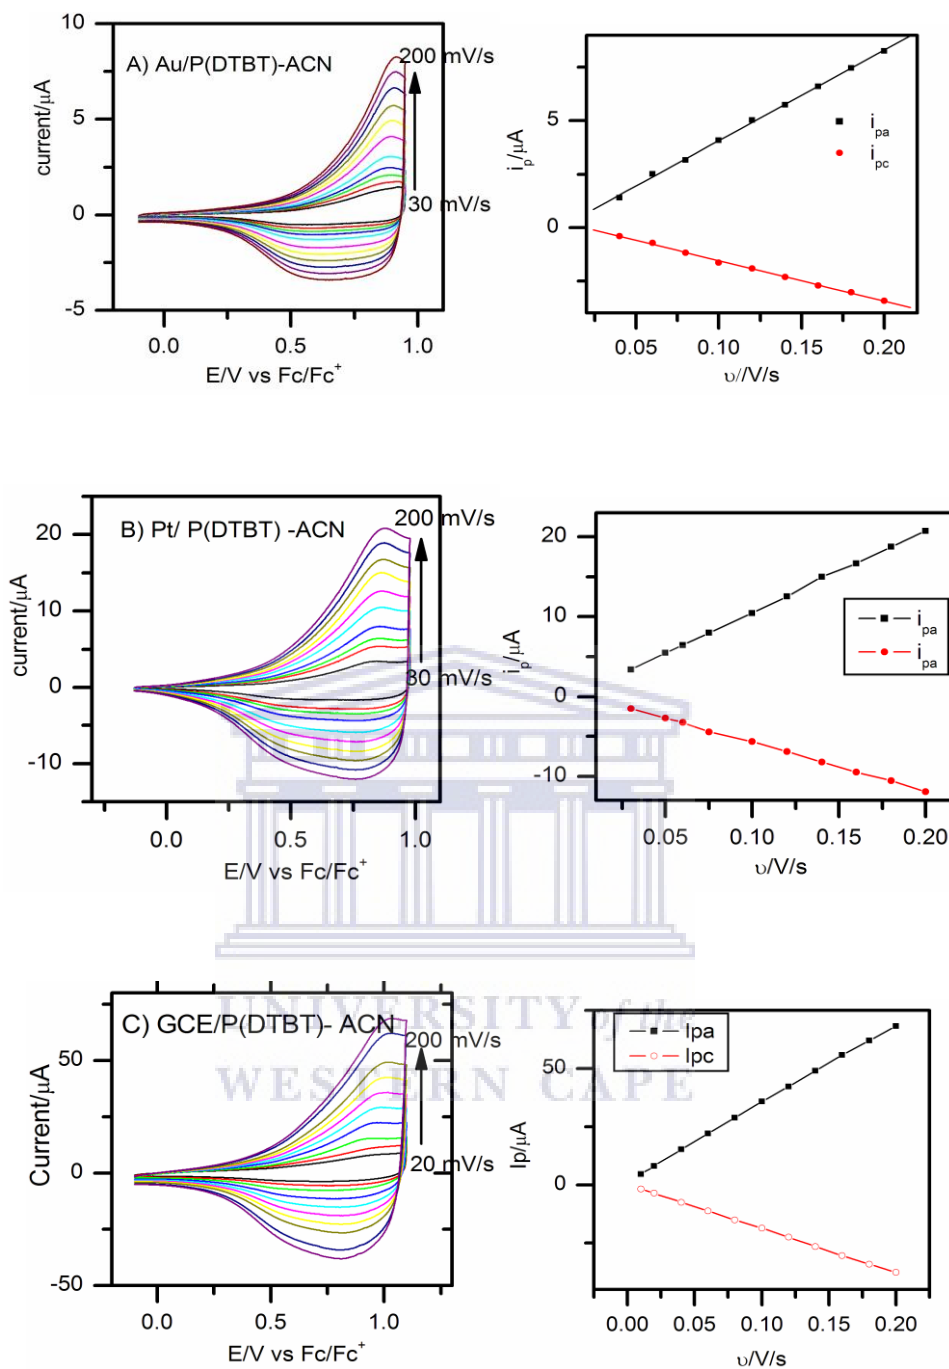 A) Au/P(DTBT)-ACN
200 mV/s
30 mV/s
current/µA
10
5
0
-5
0.0
0.5
1.0
E/V vs Fc/Fc⁺
i_p/µA
5
0
i_pa
i_pc
0.05
0.10
0.15
0.20
υ//V/s
B) Pt/ P(DTBT) -ACN
200 mV/s
30 mV/s
current/µA
20
10
0
-10
0.0
0.5
1.0
E/V vs Fc/Fc⁺
i_p/µA
20
10
0
-10
i_pa
i_pa
0.05
0.10
0.15
0.20
υ/V/s
C) GCE/P(DTBT)- ACN
200 mV/s
20 mV/s
Current/µA
50
0
-50
0.0
0.5
1.0
E/V vs Fc/Fc⁺
Ip/µA
50
0
Ipa
Ipc
0.00
0.05
0.10
0.15
0.20
υ/V/s
UNIVERSITY of the
WESTERN CAPE